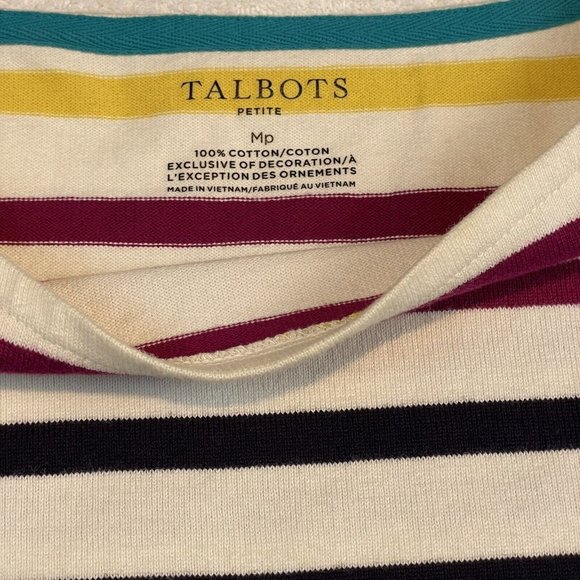 TALBOTS
PETITE
Mp
100% COTTON/COTON
EXCLUSIVE OF DECORATION/À
L'EXCEPTION DES ORNEMENTS
MADE IN VIETNAM/FABRIQUÉ AU VIETNAM